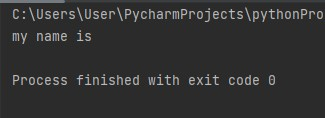 C:\Users\User\PycharmProjects\pythonPro
my name is
Process finished with exit code 0